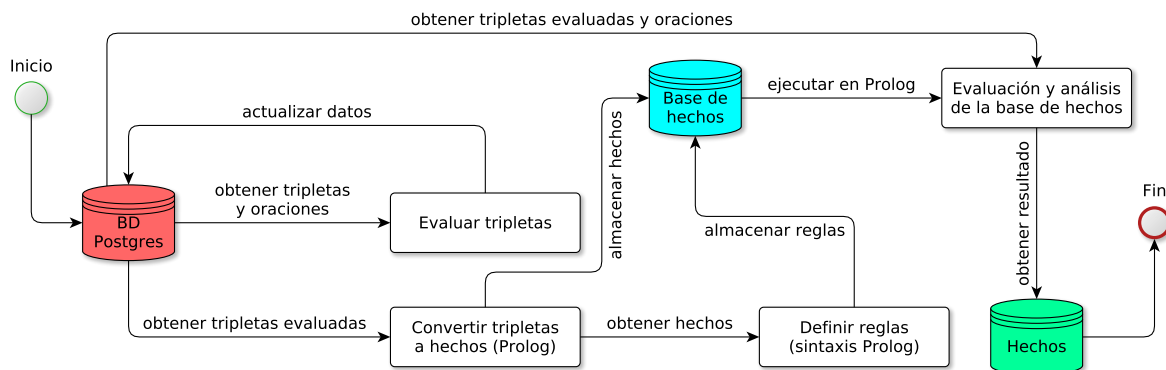 obtener tripletas evaluadas y oraciones
Inicio
actualizar datos
BD
Postgres
obtener tripletas
y oraciones
Evaluar tripletas
almacenar hechos
Base de
hechos
ejecutar en Prolog
Evaluación y análisis
de la base de hechos
almacenar reglas
obtener resultado
Fin
obtener tripletas evaluadas
Convertir tripletas
a hechos (Prolog)
obtener hechos
Definir reglas
(sintaxis Prolog)
Hechos